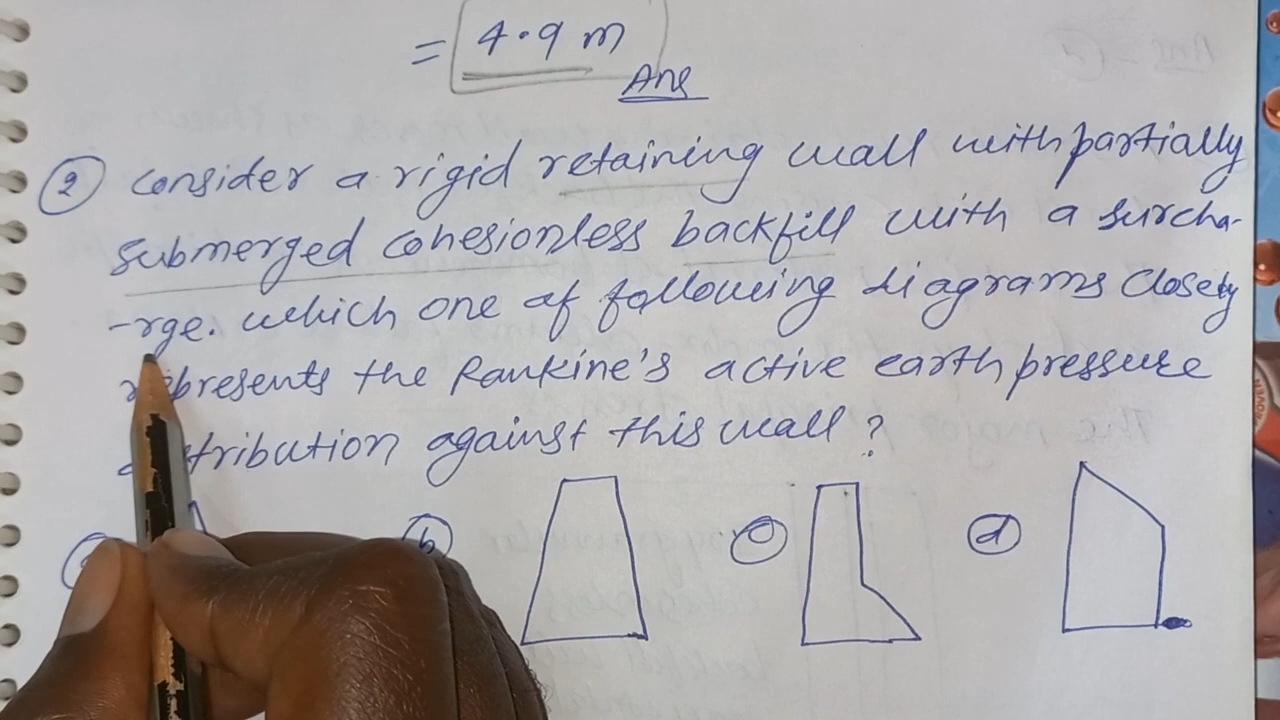 = 4.9 m
Ans
② Consider a rigid retaining wall with partially
submerged cohesionless backfill with a surcha-
-rge. which one of following diagrams closely
represents the Rankine's active earth pressure
tribution against this wall ?
ⓑ ⓒ ⓓ